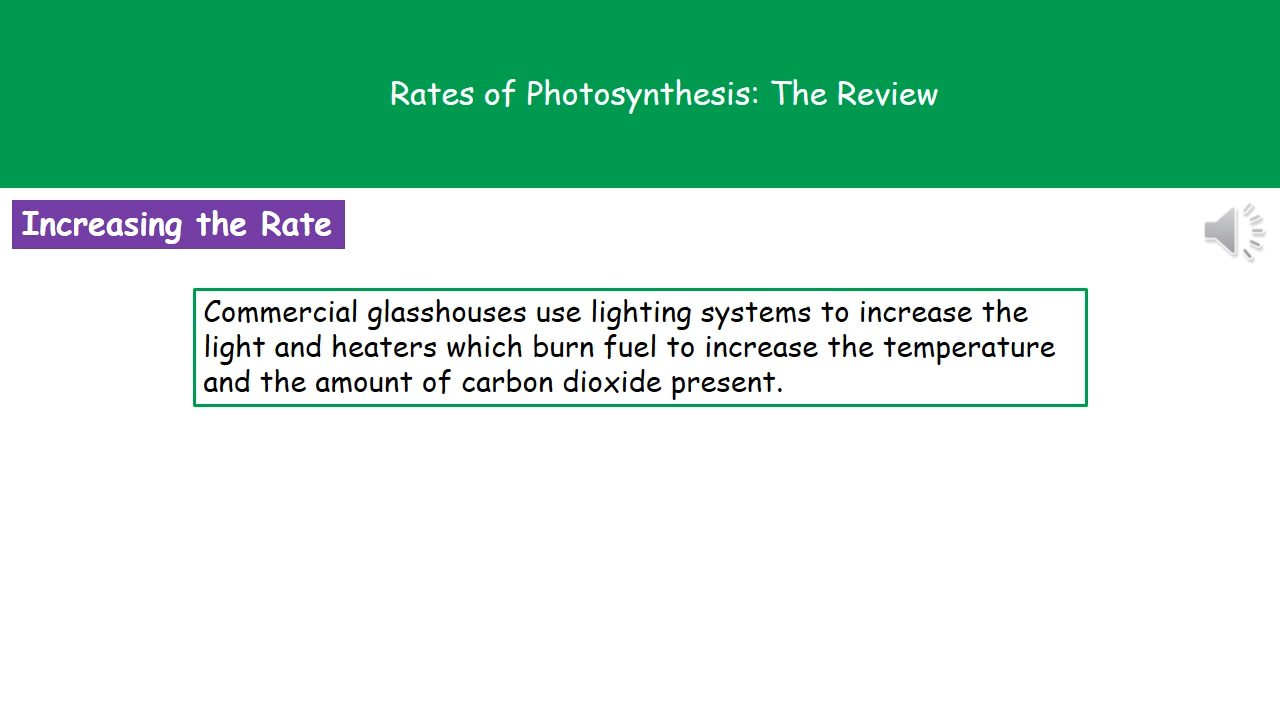 Rates of Photosynthesis: The Review
Increasing the Rate
Commercial glasshouses use lighting systems to increase the
light and heaters which burn fuel to increase the temperature
and the amount of carbon dioxide present.